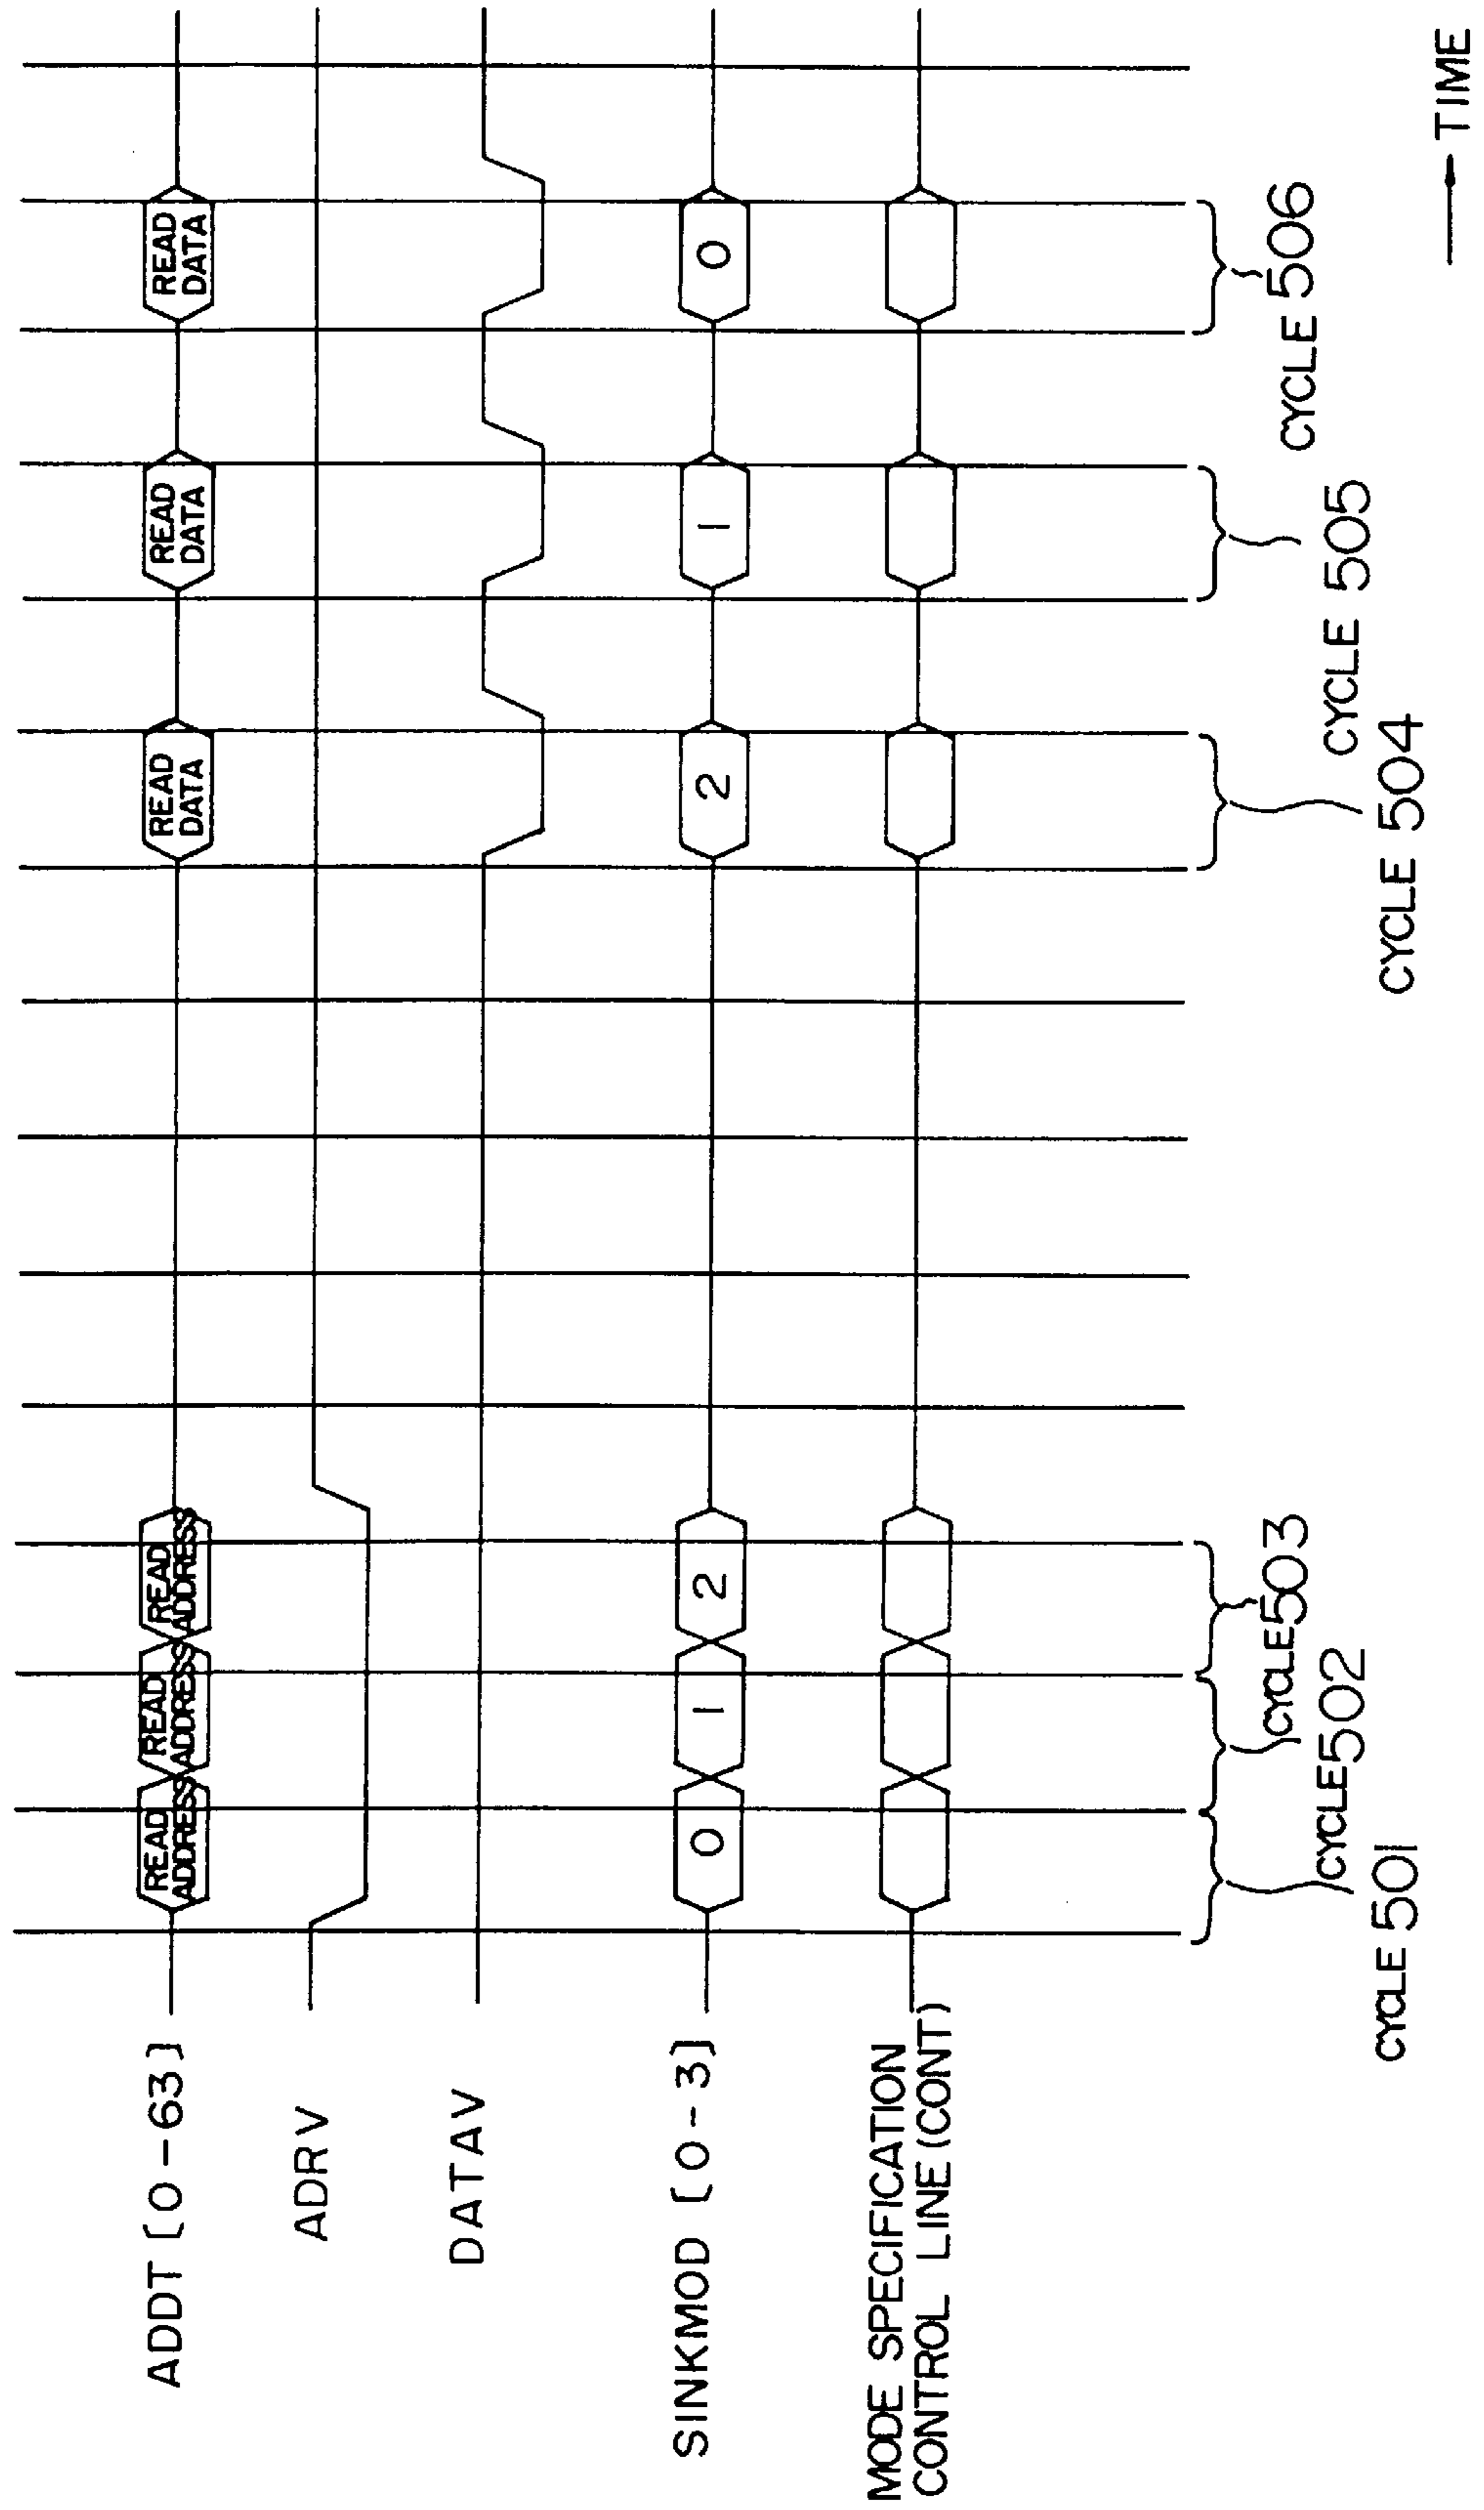 ADDT [0-63]
READ
ADDRESS
READ
ADDRESS
READ
ADDRESS
READ
DATA
READ
DATA
READ
DATA
ADRV
DATAV
SINKMOD [0-3]
0
1
2
2
1
0
MODE SPECIFICATION
CONTROL LINE (CONT)
CYCLE 501
CYCLE 502
CYCLE 503
CYCLE 504
CYCLE 505
CYCLE 506
TIME